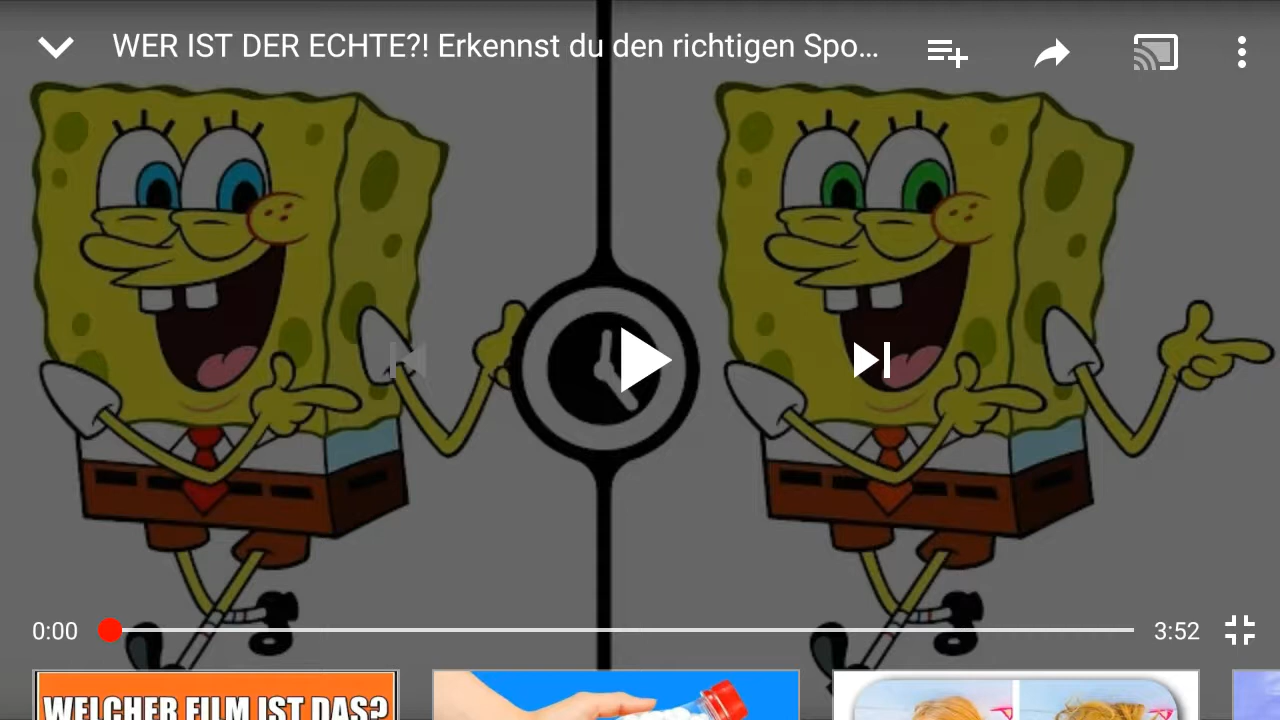 WER IST DER ECHTE?! Erkennst du den richtigen Spo...
0:00
3:52
WELCHER FILM IST DAS?